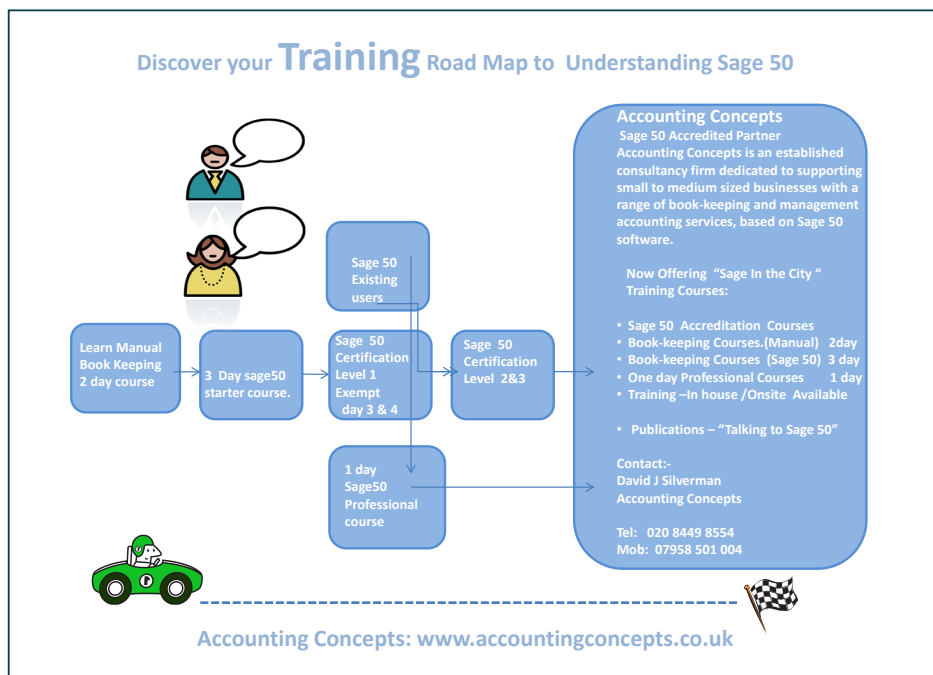 Discover your Training Road Map to Understanding Sage 50
Accounting Concepts
Sage 50 Accredited Partner
Accounting Concepts is an established
consultancy firm dedicated to supporting
small to medium sized businesses with a
range of book-keeping and management
accounting services, based on Sage 50
software.
Now Offering "Sage In the City "
Training Courses:
• Sage 50 Accreditation Courses
• Book-keeping Courses.(Manual) 2day
• Book-keeping Courses (Sage 50) 3 day
• One day Professional Courses 1 day
• Training –In house /Onsite Available
• Publications – "Talking to Sage 50"
Contact:-
David J Silverman
Accounting Concepts
Tel: 020 8449 8554
Mob: 07958 501 004
Sage 50
Existing
users
Learn Manual
Book Keeping
2 day course
3 Day sage50
starter course.
Sage 50
Certification
Level 1
Exempt
day 3 & 4
Sage 50
Certification
Level 2&3
1 day
Sage50
Professional
course
1
Accounting Concepts: www.accountingconcepts.co.uk